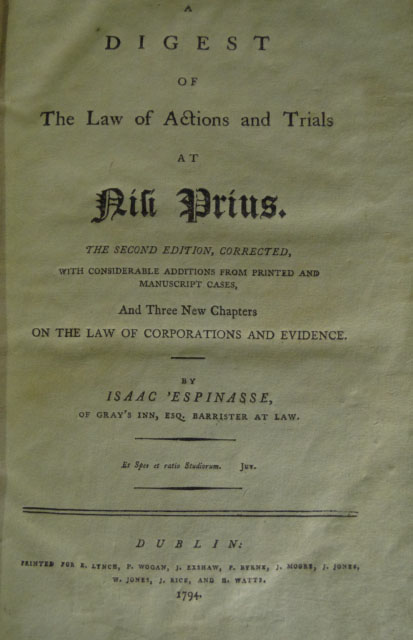 A
DIGEST
OF
The Law of Actions and Trials
AT
Nisi Prius.
THE SECOND EDITION, CORRECTED,
WITH CONSIDERABLE ADDITIONS FROM PRINTED AND
MANUSCRIPT CASES,
And Three New Chapters
ON THE LAW OF CORPORATIONS AND EVIDENCE.
BY
ISAAC 'ESPINASSE,
OF GRAY'S INN, ESQ. BARRISTER AT LAW.
Et Spes et ratio Studiorum. JUV.
DUBLIN:
PRINTED FOR E. LYNCH, P. WOGAN, J. EXSHAW, P. BYRNE, J. MOORE, J. JONES,
W. JONES, J. RICE, AND H. WATTS.
1794.